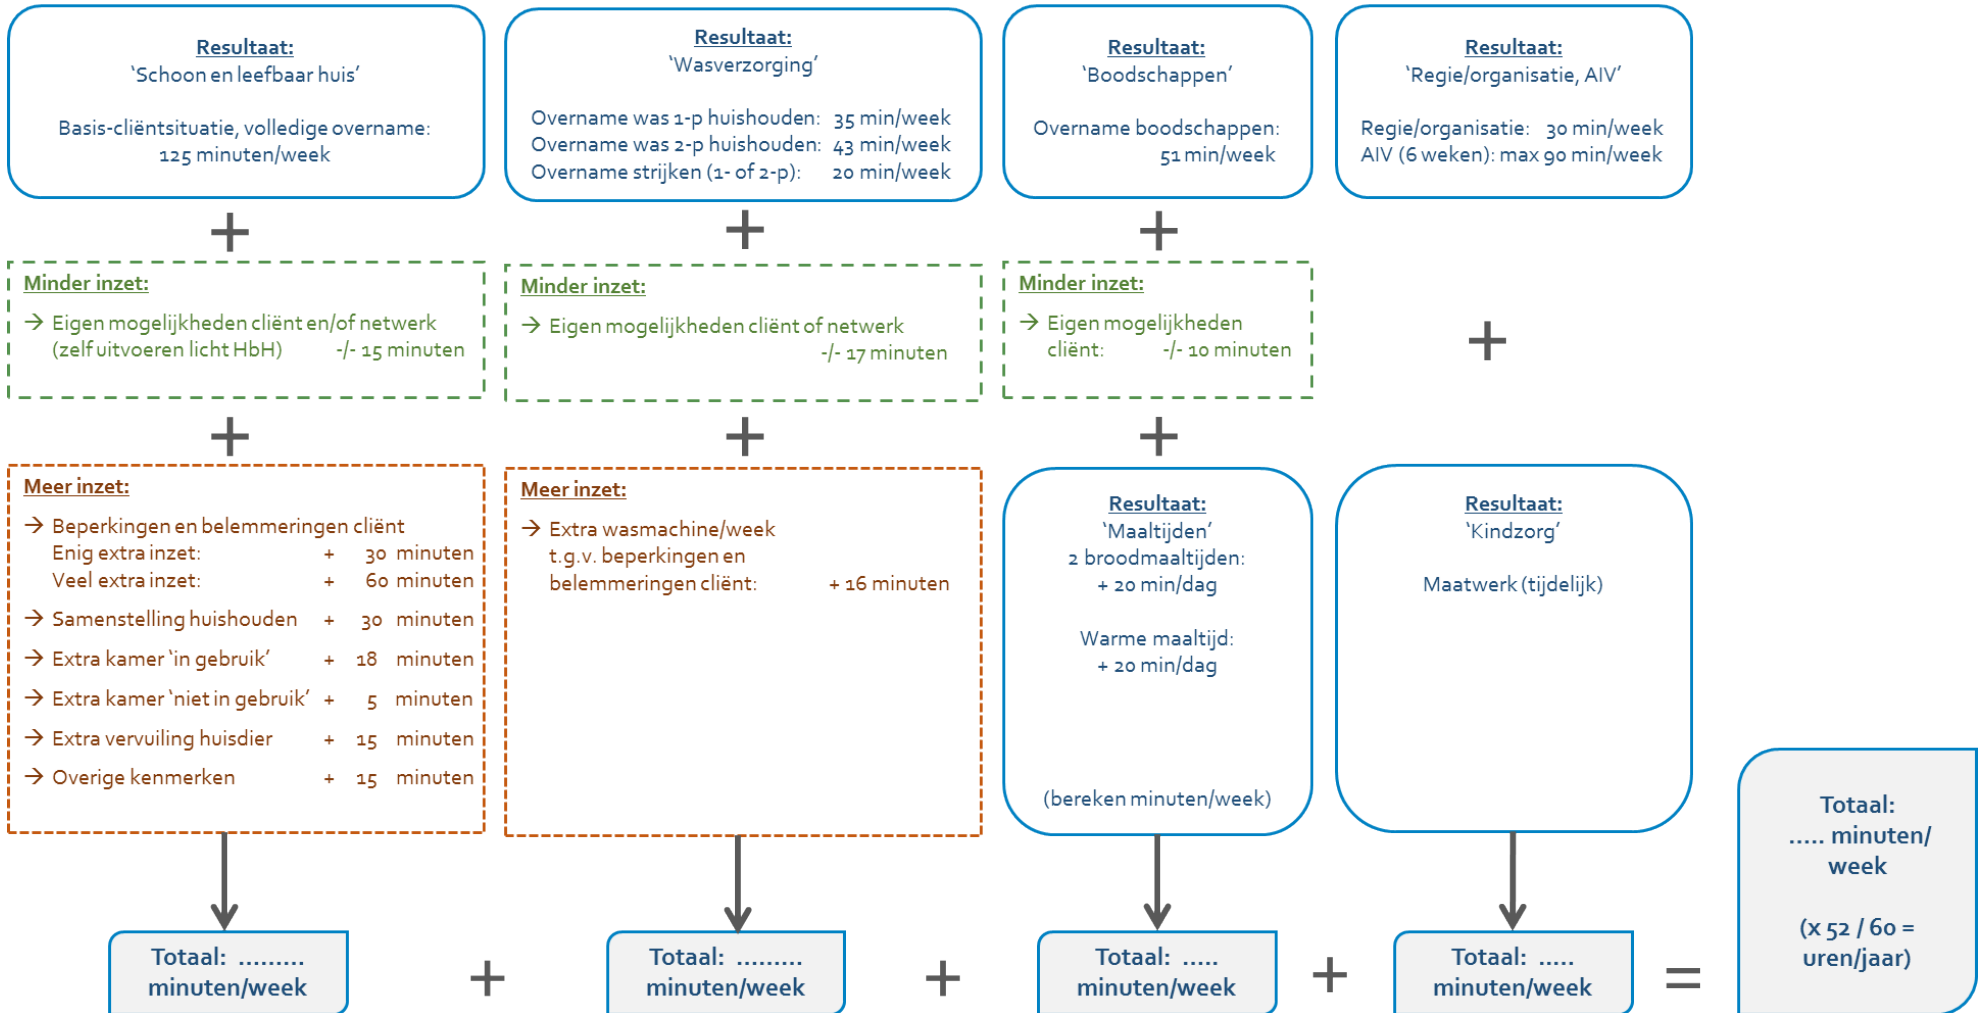 Resultaat:
‘Schoon en leefbaar huis’
Basis-cliëntsituatie, volledige overname:
125 minuten/week
Resultaat:
‘Wasverzorging’
Overname was 1-p huishouden: 35 min/week
Overname was 2-p huishouden: 43 min/week
Overname strijken (1- of 2-p): 20 min/week
Resultaat:
‘Boodschappen’
Overname boodschappen:
51 min/week
Resultaat:
‘Regie/organisatie, AIV’
Regie/organisatie: 30 min/week
AIV (6 weken): max 90 min/week
+
+
+
Minder inzet:
→ Eigen mogelijkheden cliënt en/of netwerk
(zelf uitvoeren licht HbH) -/- 15 minuten
Minder inzet:
→ Eigen mogelijkheden cliënt of netwerk
-/- 17 minuten
Minder inzet:
→ Eigen mogelijkheden
cliënt: -/- 10 minuten
+
+
+
+
Meer inzet:
→ Beperkingen en belemmeringen cliënt
Enig extra inzet: + 30 minuten
Veel extra inzet: + 60 minuten
→ Samenstelling huishouden + 30 minuten
→ Extra kamer ‘in gebruik’ + 18 minuten
→ Extra kamer ‘niet in gebruik’ + 5 minuten
→ Extra vervuiling huisdier + 15 minuten
→ Overige kenmerken + 15 minuten
Meer inzet:
→ Extra wasmachine/week
t.g.v. beperkingen en
belemmeringen cliënt: + 16 minuten
Resultaat:
‘Maaltijden’
2 broodmaaltijden:
+ 20 min/dag
Warme maaltijd:
+ 20 min/dag
(bereken minuten/week)
Resultaat:
‘Kindzorg’
Maatwerk (tijdelijk)
Totaal: .........
minuten/week
+
Totaal: .........
minuten/week
+
Totaal: .....
minuten/week
+
Totaal: .....
minuten/week
=
Totaal:
..... minuten/
week
(x 52 / 60 =
uren/jaar)